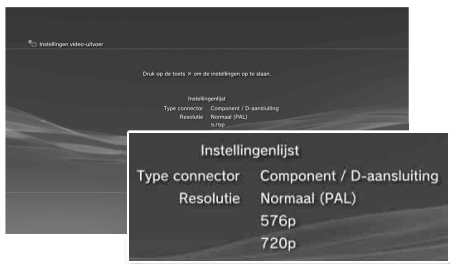 Instellingen video-uitvoer
Druk op de toets × om de instellingen op te slaan.
Instellingenlijst
Type connector Component / D-aansluiting
Resolutie Normaal (PAL)
576p
Instellingenlijst
Type connector Component / D-aansluiting
Resolutie Normaal (PAL)
576p
720p